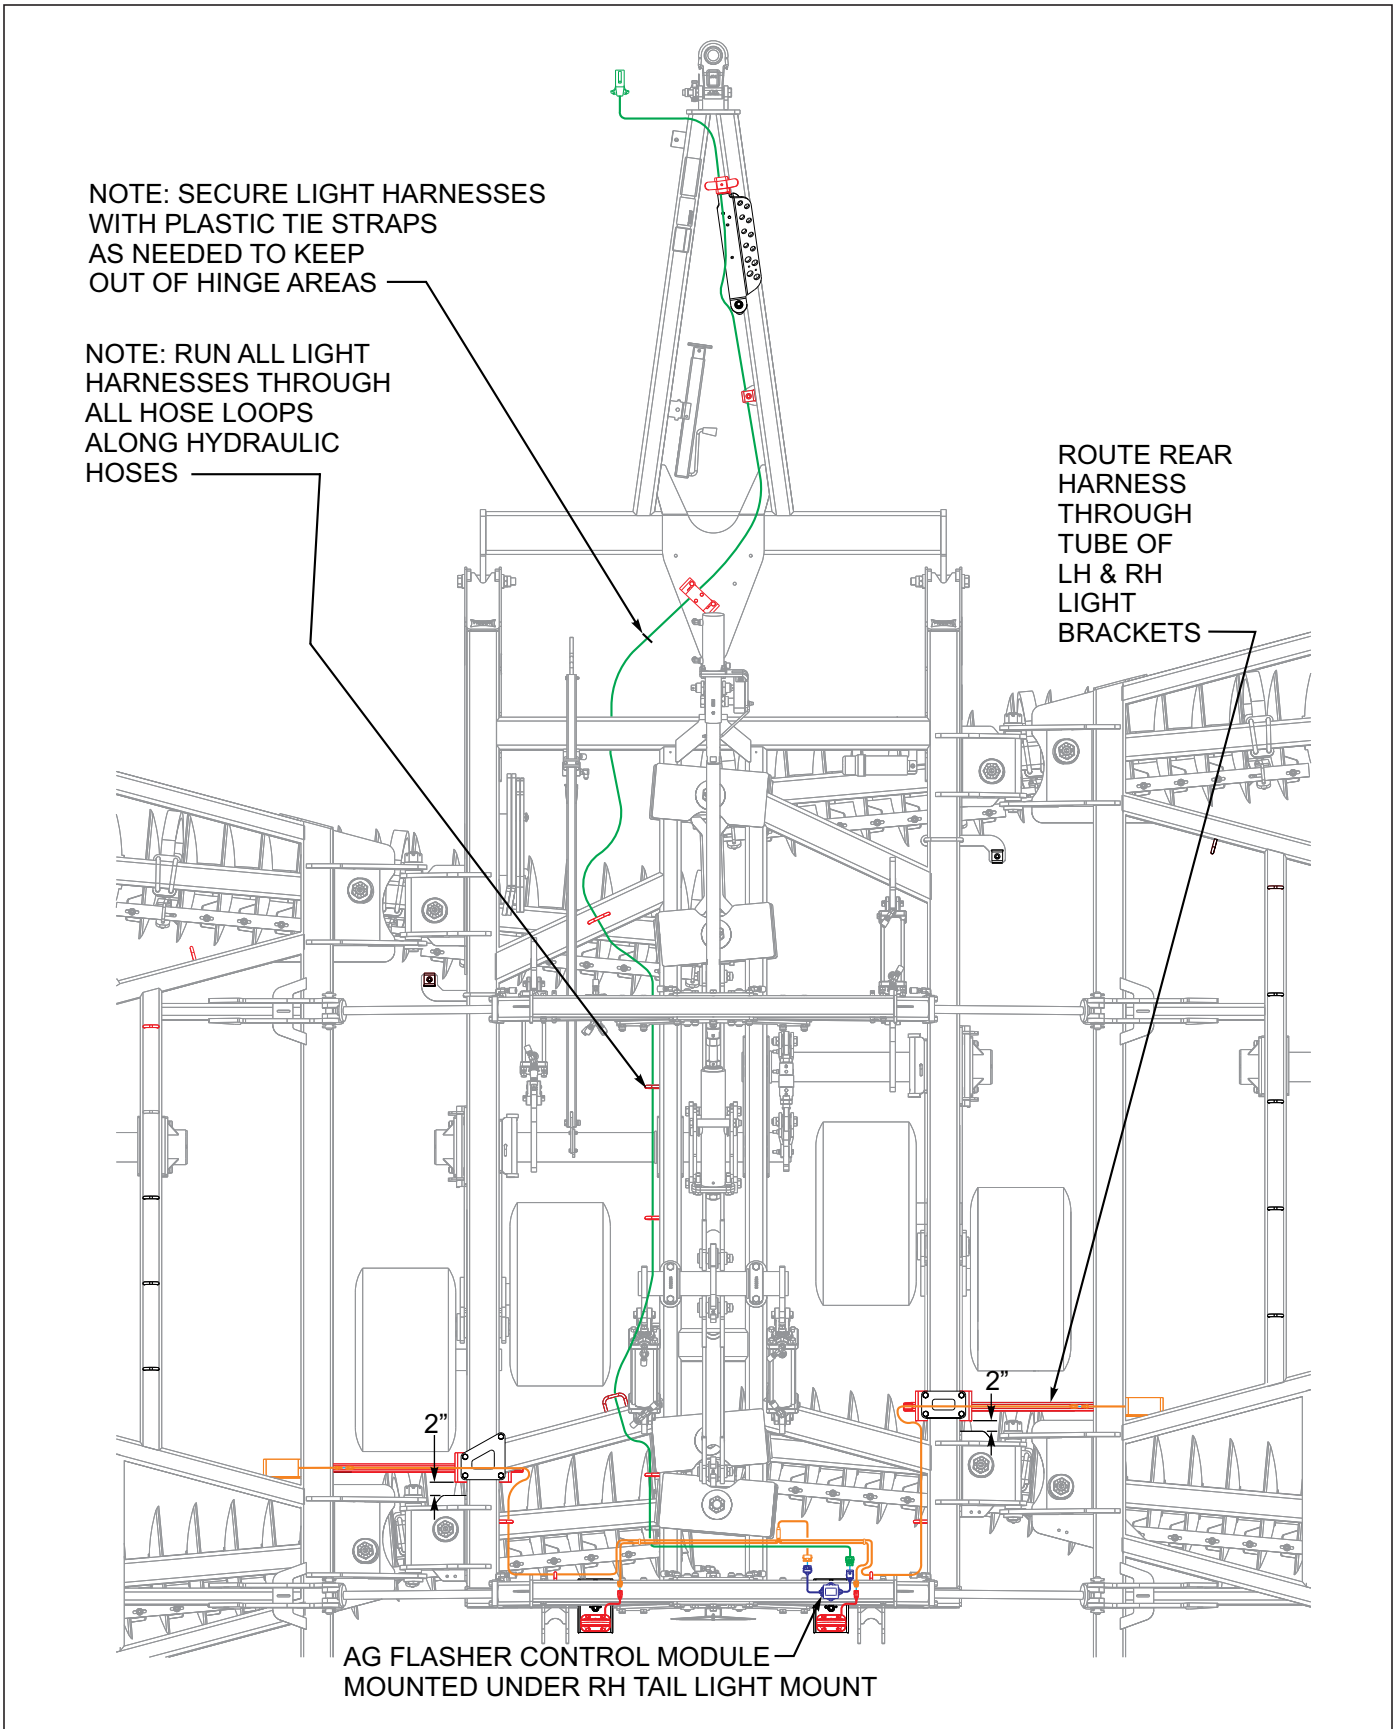 NOTE: SECURE LIGHT HARNESSES
WITH PLASTIC TIE STRAPS
AS NEEDED TO KEEP
OUT OF HINGE AREAS
NOTE: RUN ALL LIGHT
HARNESSES THROUGH
ALL HOSE LOOPS
ALONG HYDRAULIC
HOSES
ROUTE REAR
HARNESS
THROUGH
TUBE OF
LH & RH
LIGHT
BRACKETS
2”
2”
AG FLASHER CONTROL MODULE
MOUNTED UNDER RH TAIL LIGHT MOUNT